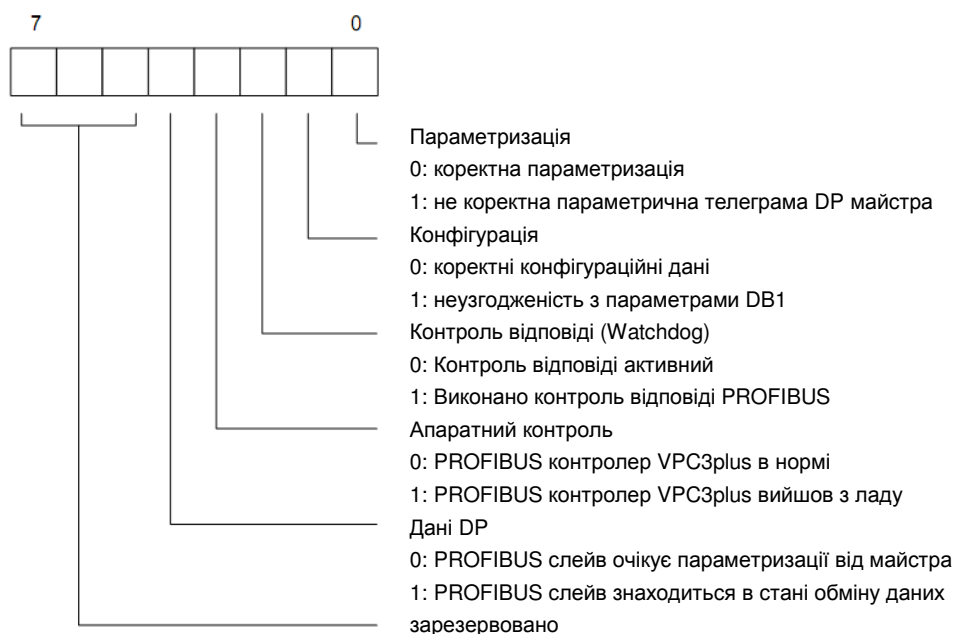 7 0
Параметризація
0: коректна параметризація
1: не коректна параметрична телеграма DP майстра
Конфігурація
0: коректні конфігураційні дані
1: неузгодженість з параметрами DB1
Контроль відповіді (Watchdog)
0: Контроль відповіді активний
1: Виконано контроль відповіді PROFIBUS
Апаратний контроль
0: PROFIBUS контролер VPC3plus в нормі
1: PROFIBUS контролер VPC3plus вийшов з ладу
Дані DP
0: PROFIBUS слейв очікує параметризації від майстра
1: PROFIBUS слейв знаходиться в стані обміну даних
зарезервовано